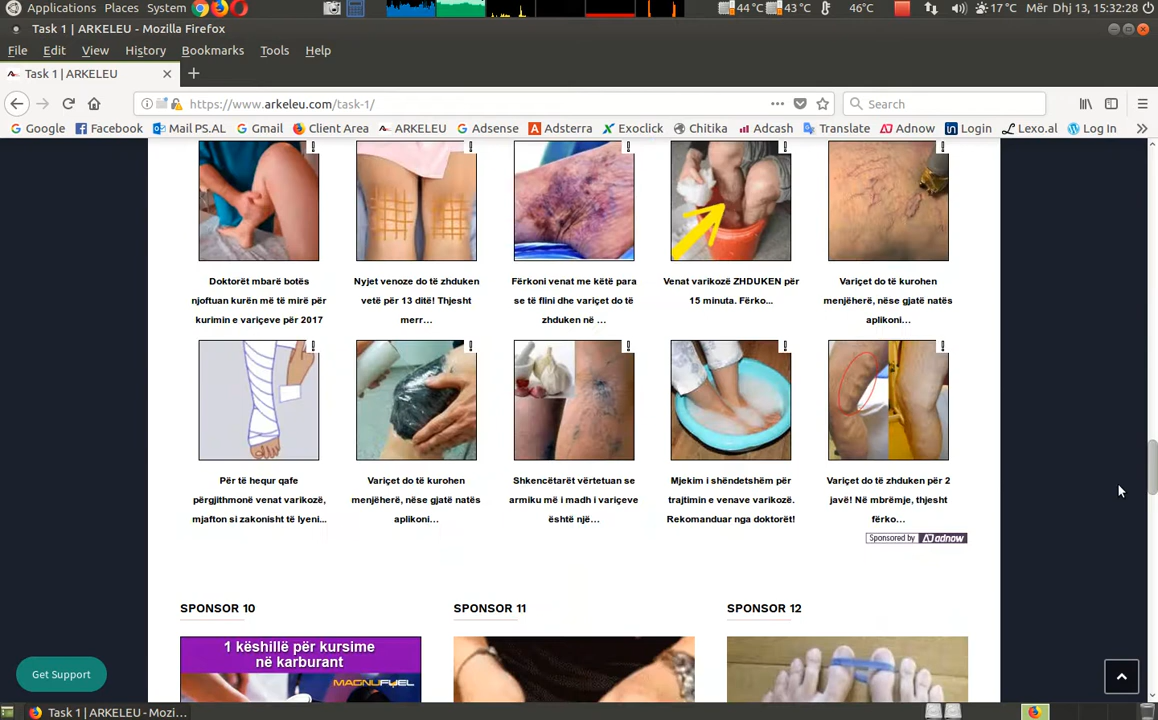 Applications Places System 44°C 43°C 46°C 17°C Mër Dhj 13, 15:32:28
Task 1 | ARKELEU - Mozilla Firefox
File Edit View History Bookmarks Tools Help
Task 1 | ARKELEU
https://www.arkeleu.com/task-1/ Search
Google Facebook Mail PS.AL Gmail Client Area ARKELEU Adsense Adsterra Exoclick Chitika Adcash Translate Adnow Login Lexo.al Log In
Doktorët mbarë botës
njoftuan kurën më të mirë për
kurimin e variçeve për 2017
Nyjet venoze do të zhduken
vetë për 13 ditë! Thjesht
merr...
Fërkoni venat me këtë para
se të flini dhe variçet do të
zhduken në ...
Venat varikozë ZHDUKEN për
15 minuta. Fërko...
Variçet do të kurohen
menjëherë, nëse gjatë natës
aplikoni...
Për të hequr qafe
përgjithmonë venat varikozë,
mjafton si zakonisht të lyeni...
Variçet do të kurohen
menjëherë, nëse gjatë natës
aplikoni...
Shkencëtarët vërtetuan se
armiku më i madh i variçeve
është një...
Mjekim i shëndetshëm për
trajtimin e venave varikozë.
Rekomanduar nga doktorët!
Variçet do të zhduken për 2
javë! Në mbrëmje, thjesht
fërko...
Sponsored by adnow
SPONSOR 10 SPONSOR 11 SPONSOR 12
1 këshillë për kursime
në karburant
MAGNUFUEL
Get Support
Task 1 | ARKELEU - Mozi...